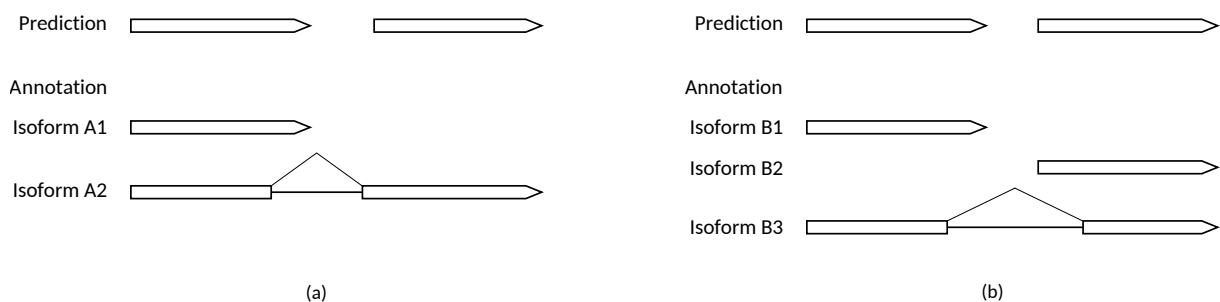 Prediction
Annotation
Isoform A1
Isoform A2
(a)
Prediction
Annotation
Isoform B1
Isoform B2
Isoform B3
(b)